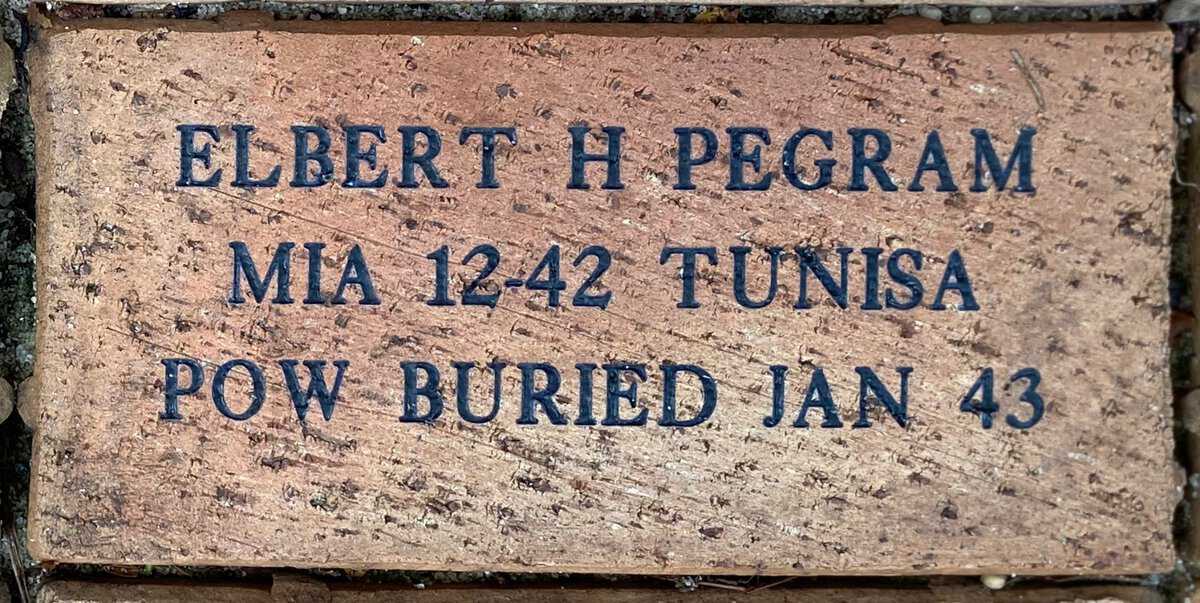 ELBERT H PEGRAM
MIA 12-42 TUNISA
POW BURIED JAN 43